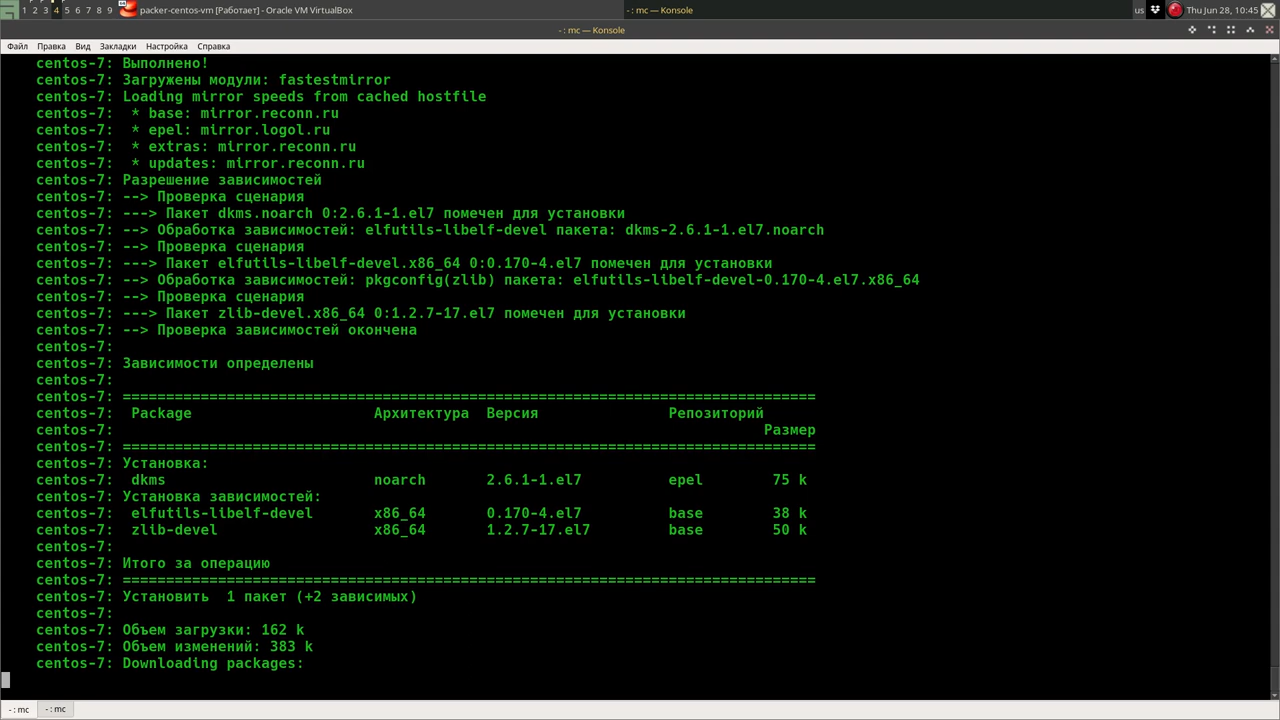 1 2 3 4 5 6 7 8 9 packer-centos-vm [Работает] - Oracle VM VirtualBox - : mc — Konsole us Thu Jun 28, 10:45
- : mc — Konsole
Файл Правка Вид Закладки Настройка Справка
centos-7: Выполнено!
centos-7: Загружены модули: fastestmirror
centos-7: Loading mirror speeds from cached hostfile
centos-7:  * base: mirror.reconn.ru
centos-7:  * epel: mirror.logol.ru
centos-7:  * extras: mirror.reconn.ru
centos-7:  * updates: mirror.reconn.ru
centos-7: Разрешение зависимостей
centos-7: --> Проверка сценария
centos-7: ---> Пакет dkms.noarch 0:2.6.1-1.el7 помечен для установки
centos-7: --> Обработка зависимостей: elfutils-libelf-devel пакета: dkms-2.6.1-1.el7.noarch
centos-7: --> Проверка сценария
centos-7: ---> Пакет elfutils-libelf-devel.x86_64 0:0.170-4.el7 помечен для установки
centos-7: --> Обработка зависимостей: pkgconfig(zlib) пакета: elfutils-libelf-devel-0.170-4.el7.x86_64
centos-7: --> Проверка сценария
centos-7: ---> Пакет zlib-devel.x86_64 0:1.2.7-17.el7 помечен для установки
centos-7: --> Проверка зависимостей окончена
centos-7:
centos-7: Зависимости определены
centos-7:
centos-7: ================================================================================
centos-7:  Package Архитектура Версия Репозиторий
centos-7: Размер
centos-7: ================================================================================
centos-7: Установка:
centos-7:  dkms noarch 2.6.1-1.el7 epel 75 k
centos-7: Установка зависимостей:
centos-7:  elfutils-libelf-devel x86_64 0.170-4.el7 base 38 k
centos-7:  zlib-devel x86_64 1.2.7-17.el7 base 50 k
centos-7:
centos-7: Итого за операцию
centos-7: ================================================================================
centos-7: Установить  1 пакет (+2 зависимых)
centos-7:
centos-7: Объем загрузки: 162 k
centos-7: Объем изменений: 383 k
centos-7: Downloading packages:
- : mc - : mc